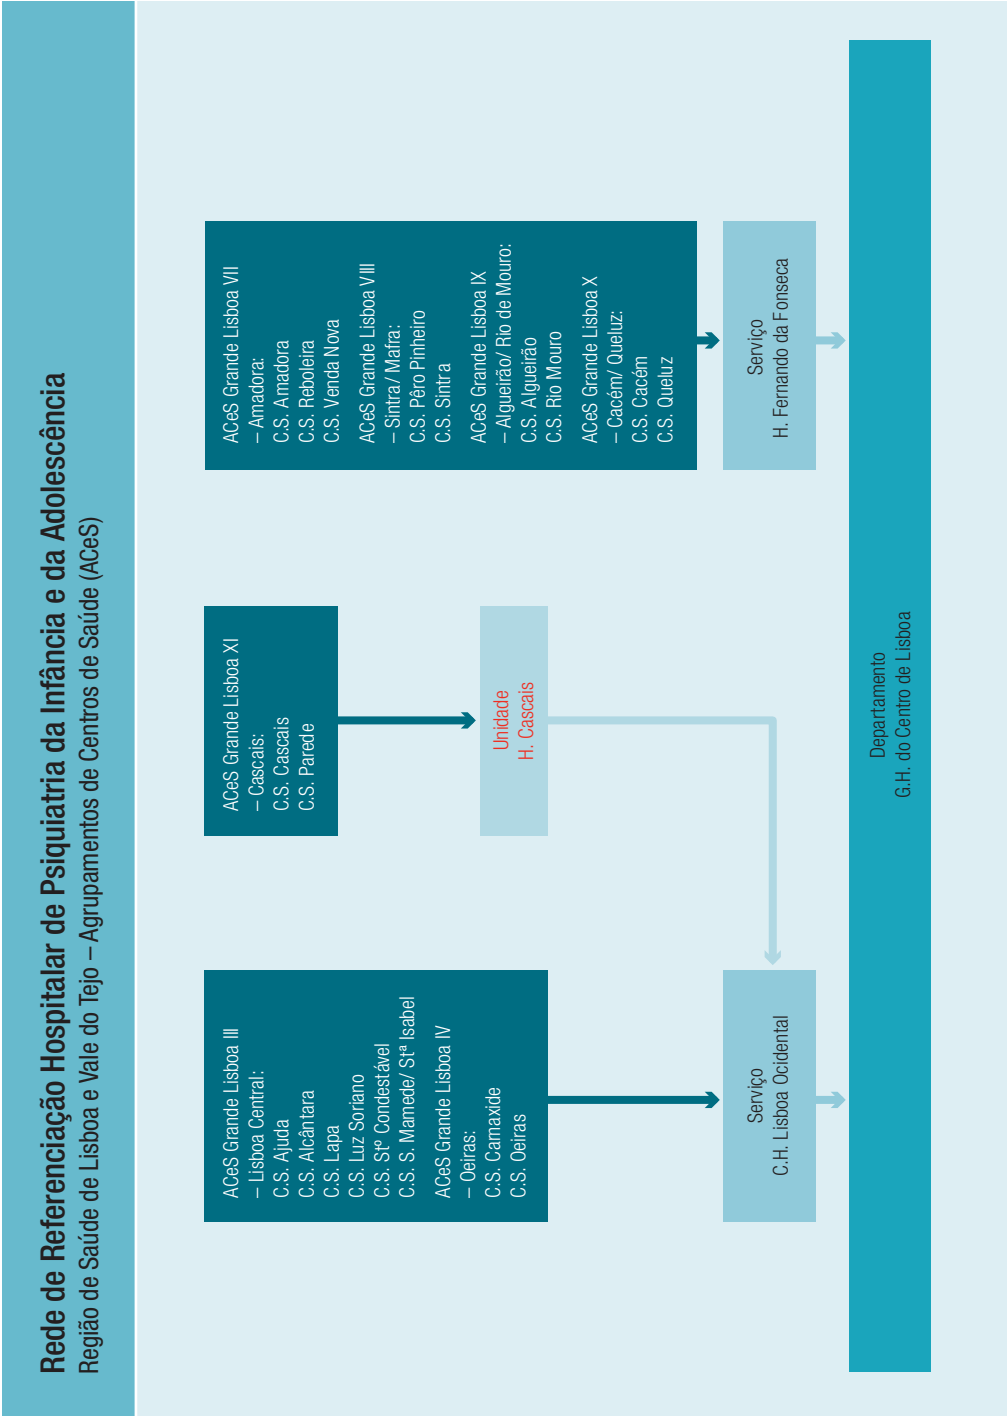 Rede de Referenciação Hospitalar de Psiquiatria da Infância e da Adolescência
Região de Saúde de Lisboa e Vale do Tejo – Agrupamentos de Centros de Saúde (ACeS)
ACeS Grande Lisboa III
– Lisboa Central:
C.S. Ajuda
C.S. Alcântara
C.S. Lapa
C.S. Luz Soriano
C.S. Stº Condestável
C.S. S. Mamede/ Stª Isabel
ACeS Grande Lisboa IV
– Oeiras:
C.S. Carnaxide
C.S. Oeiras
ACeS Grande Lisboa XI
– Cascais:
C.S. Cascais
C.S. Parede
ACeS Grande Lisboa VII
– Amadora:
C.S. Amadora
C.S. Reboleira
C.S. Venda Nova
ACeS Grande Lisboa VIII
– Sintra/ Mafra:
C.S. Pêro Pinheiro
C.S. Sintra
ACeS Grande Lisboa IX
– Algueirão/ Rio de Mouro:
C.S. Algueirão
C.S. Rio Mouro
ACeS Grande Lisboa X
– Cacém/ Queluz:
C.S. Cacém
C.S. Queluz
Unidade
H. Cascais
Serviço
C.H. Lisboa Ocidental
Serviço
H. Fernando da Fonseca
Departamento
G.H. do Centro de Lisboa